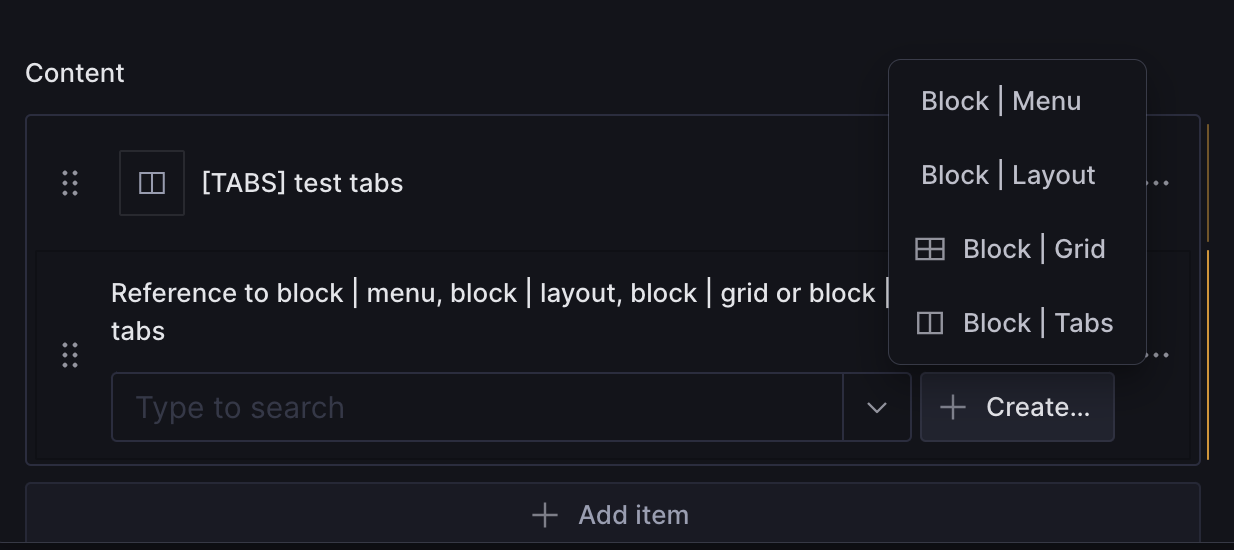 Content
Block | Menu
Block | Layout
[TABS] test tabs
Block | Grid
Reference to block | menu, block | layout, block | grid or block |
tabs
Block | Tabs
Type to search
Create...
Add item